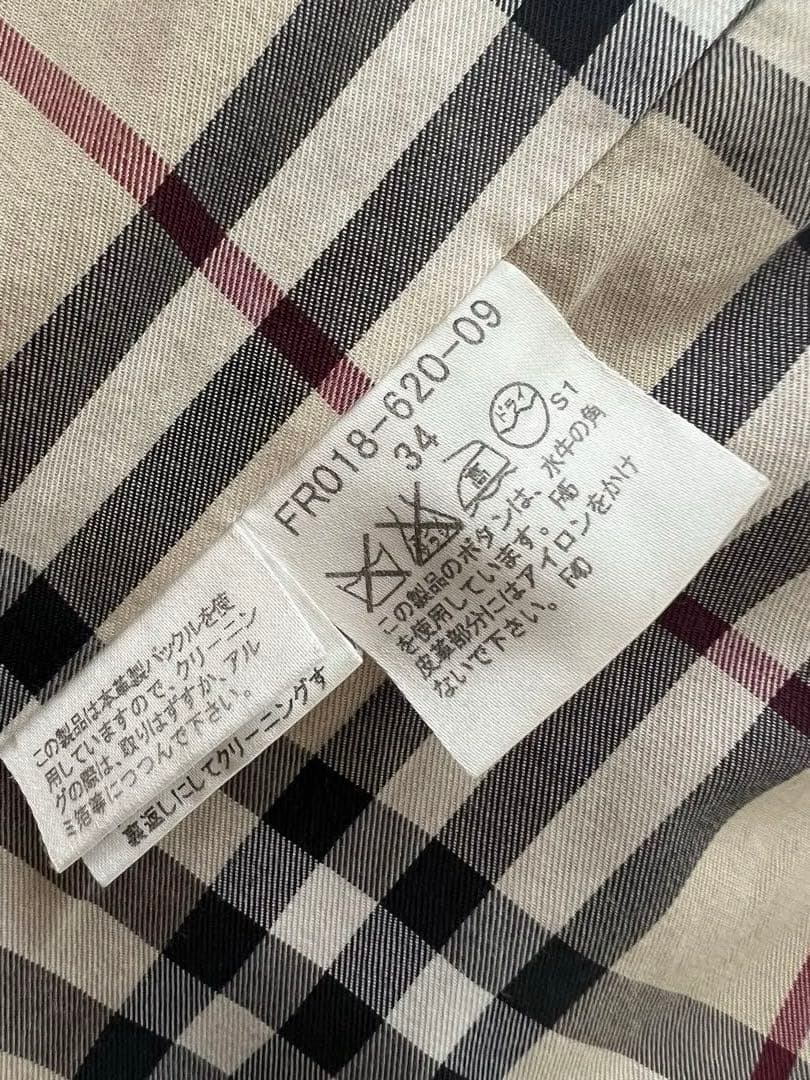 FR018-620-09
34
ドライ
S1
高
この製品のボタンは、水牛の角
を使用しています。
皮革部分にはアイロンをかけ
ないで下さい。
この製品は本革製バックルを使
用していますので、クリーニン
グの際は、取りはずすか、アル
ミ箔等につつんで下さい。
裏返しにしてクリーニングす